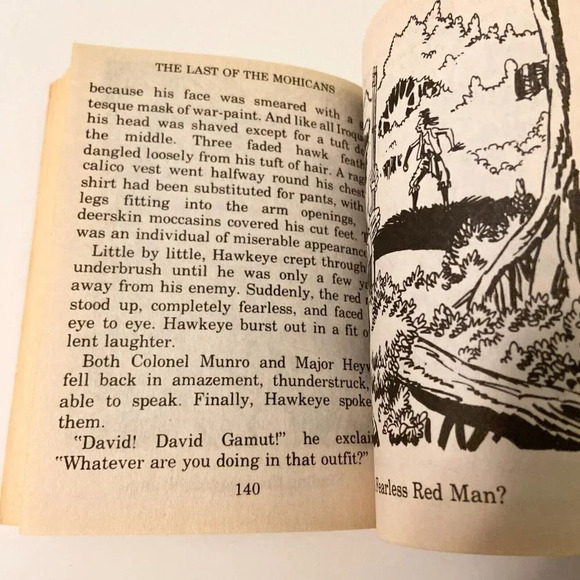 THE LAST OF THE MOHICANS
because his face was smeared with a
tesque mask of war-paint. And like all Iroqu
his head was shaved except for a tuft
the middle. Three faded hawk feath
dangled loosely from his tuft of hair. A rag
calico vest went halfway round his chest
shirt had been substituted for pants, with
legs fitting into the arm openings,
deerskin moccasins covered his cut feet.
was an individual of miserable appearance
Little by little, Hawkeye crept through
underbrush until he was only a few ya
away from his enemy. Suddenly, the red
stood up, completely fearless, and faced
eye to eye. Hawkeye burst out in a fit o
lent laughter.
Both Colonel Munro and Major Heyw
fell back in amazement, thunderstruck,
able to speak. Finally, Hawkeye spoke
them.
"David! David Gamut!" he exclai
"Whatever are you doing in that outfit?"
140
Fearless Red Man?